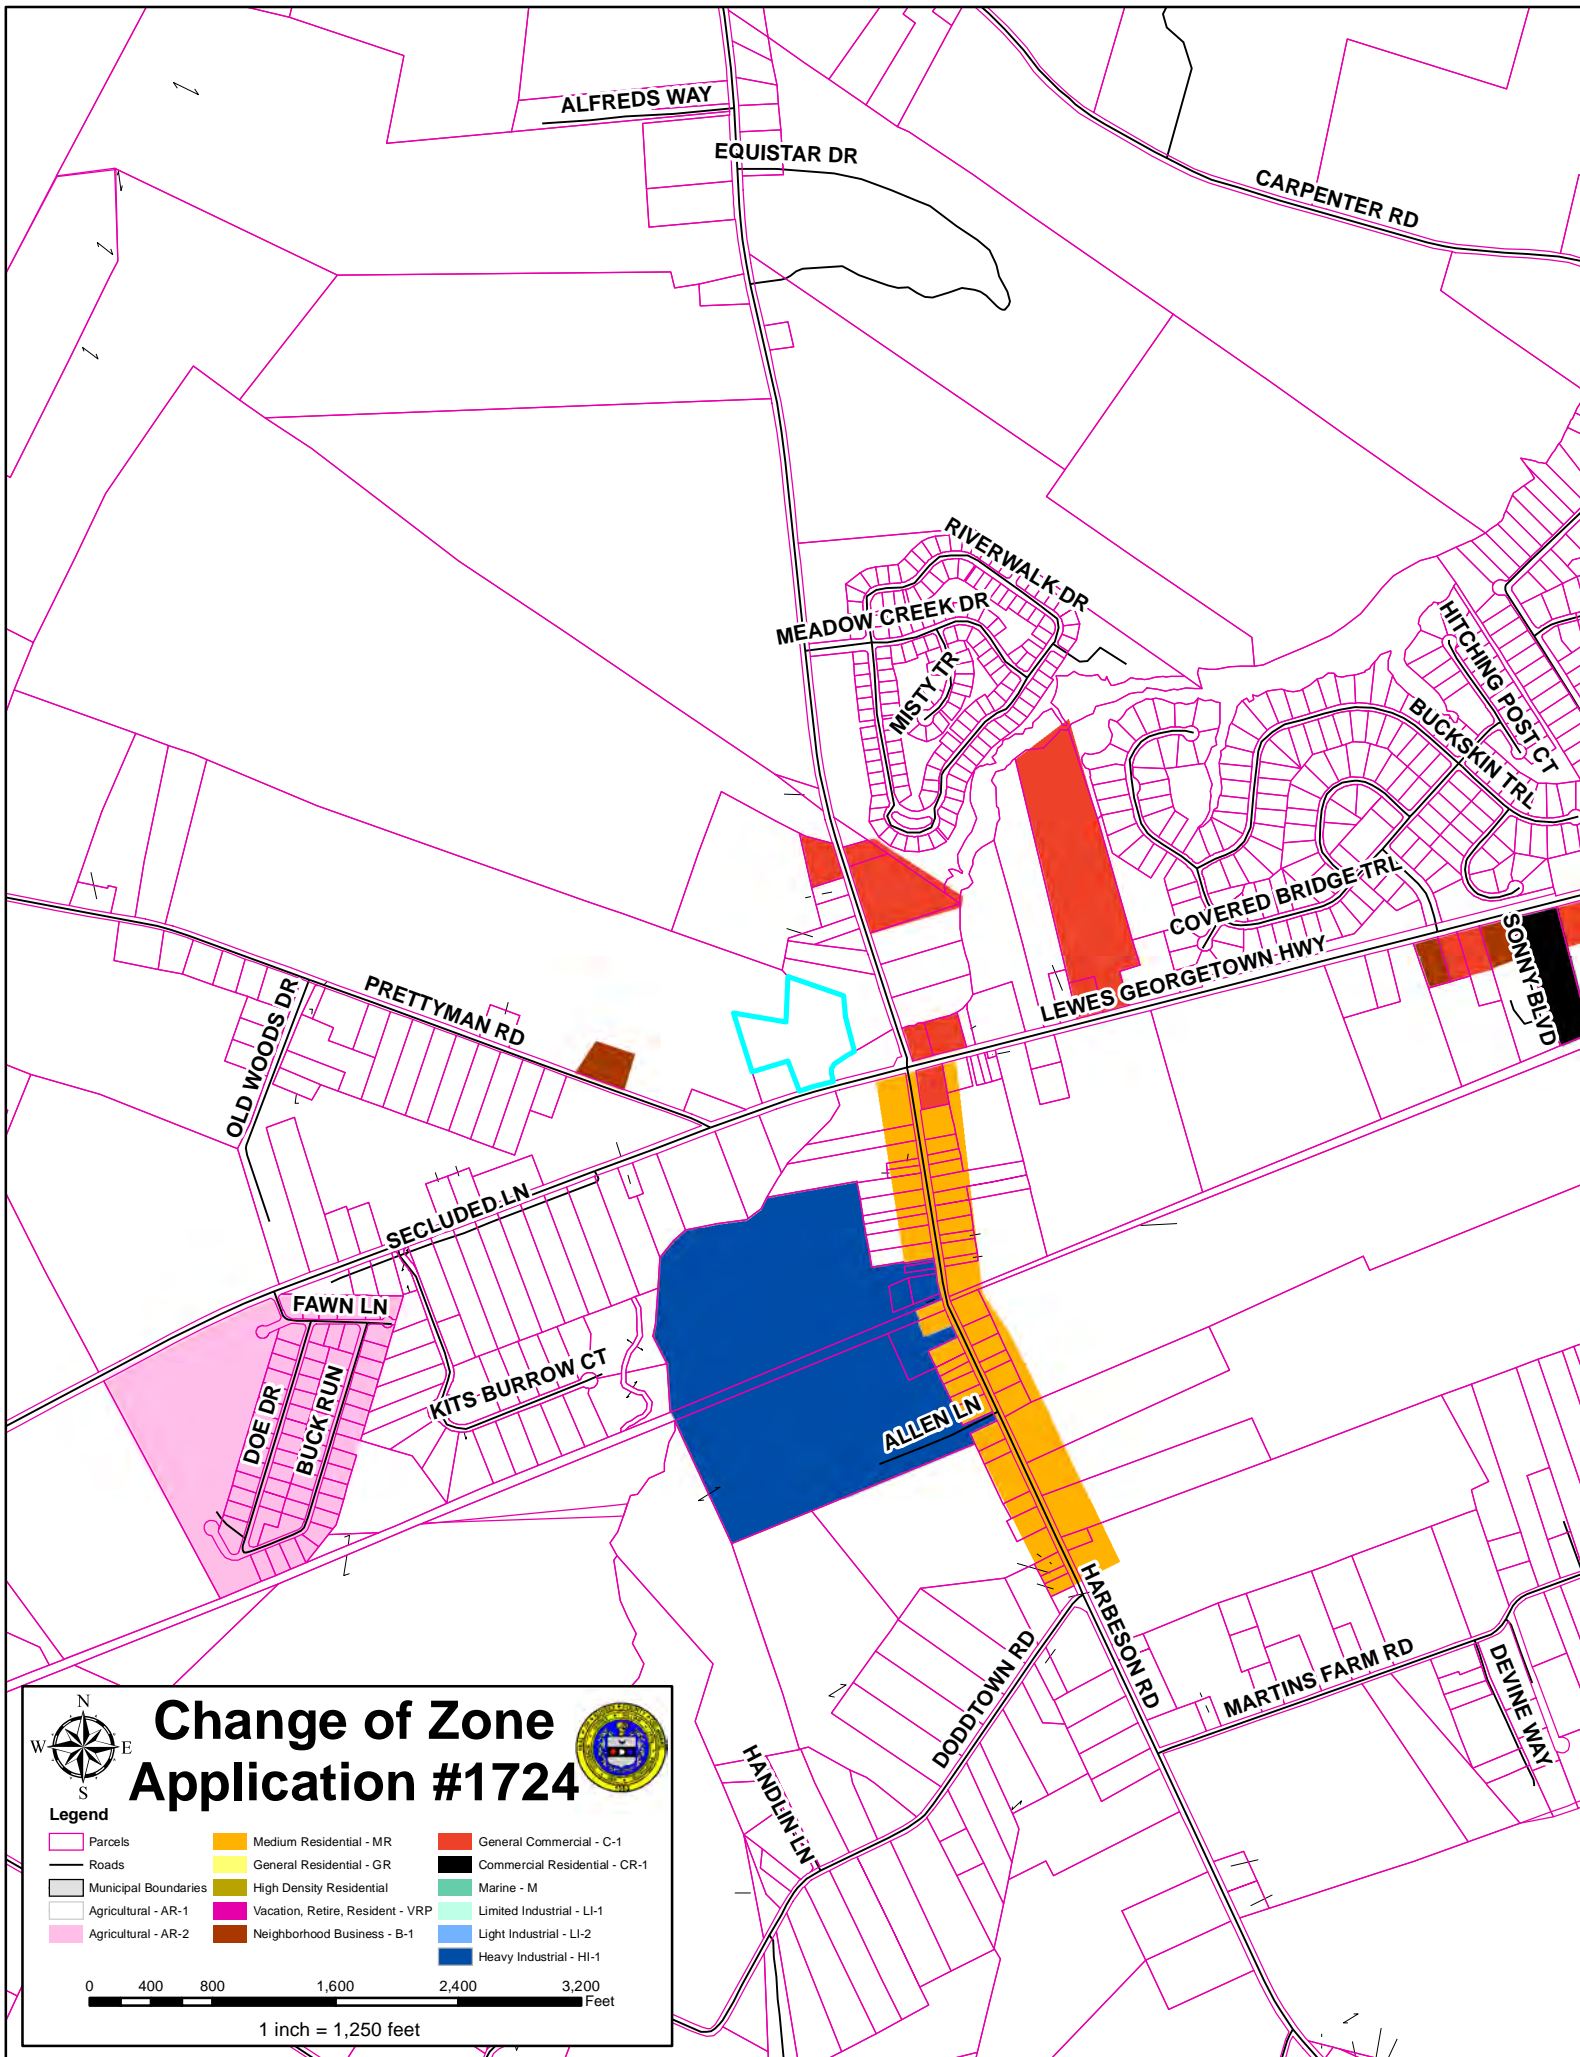 ALFREDS WAY
EQUISTAR DR
CARPENTER RD
RIVERWALK DR
MEADOW CREEK DR
MISTY TR
HITCHING POST CT
BUCKSKIN TRL
COVERED BRIDGE TRL
LEWES GEORGETOWN HWY
SONNY BLVD
PRETTYMAN RD
OLD WOODS DR
SECLUDED LN
FAWN LN
DOE DR
BUCK RUN
KITS BURROW CT
ALLEN LN
HARBESON RD
DODDTOWN RD
MARTINS FARM RD
DEVINE WAY
HANDLIN LN
N
W E
S
Change of Zone
Application #1724
Legend
Parcels
Roads
Municipal Boundaries
Agricultural - AR-1
Agricultural - AR-2
Medium Residential - MR
General Residential - GR
High Density Residential
Vacation, Retire, Resident - VRP
Neighborhood Business - B-1
General Commercial - C-1
Commercial Residential - CR-1
Marine - M
Limited Industrial - LI-1
Light Industrial - LI-2
Heavy Industrial - HI-1
0 400 800 1,600 2,400 3,200
Feet
1 inch = 1,250 feet